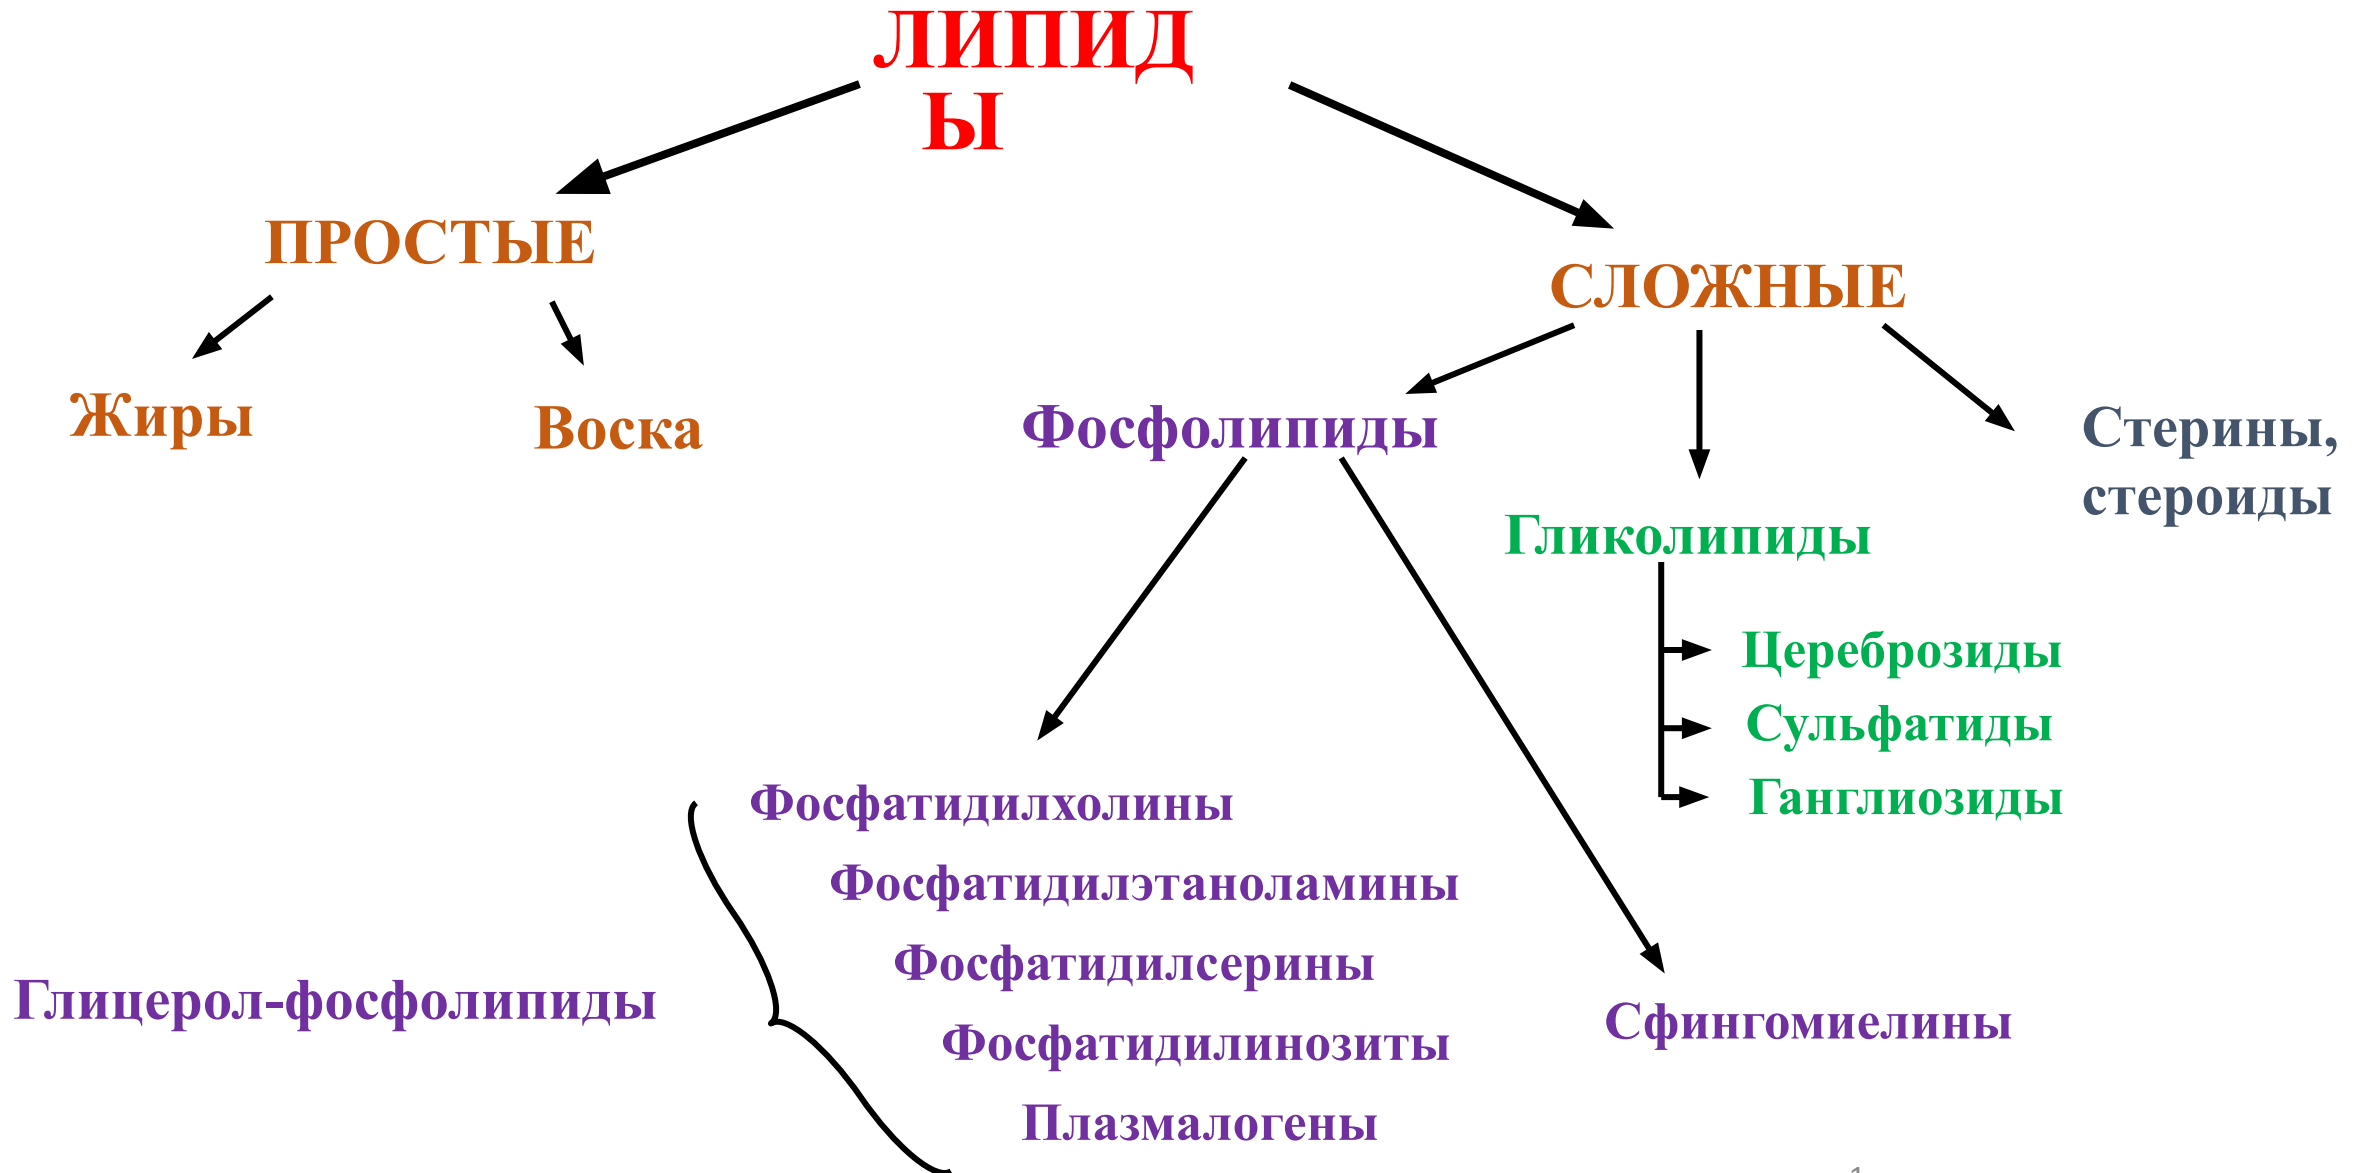 ЛИПИД
Ы
ПРОСТЫЕ
СЛОЖНЫЕ
Жиры
Воска
Фосфолипиды
Стерины,
стероиды
Гликолипиды
Цереброзиды
Сульфатиды
Ганглиозиды
Фосфатидилхолины
Фосфатидилэтаноламины
Фосфатидилсерины
Глицерол-фосфолипиды
Сфингомиелины
Фосфатидилинозиты
Плазмалогены
1